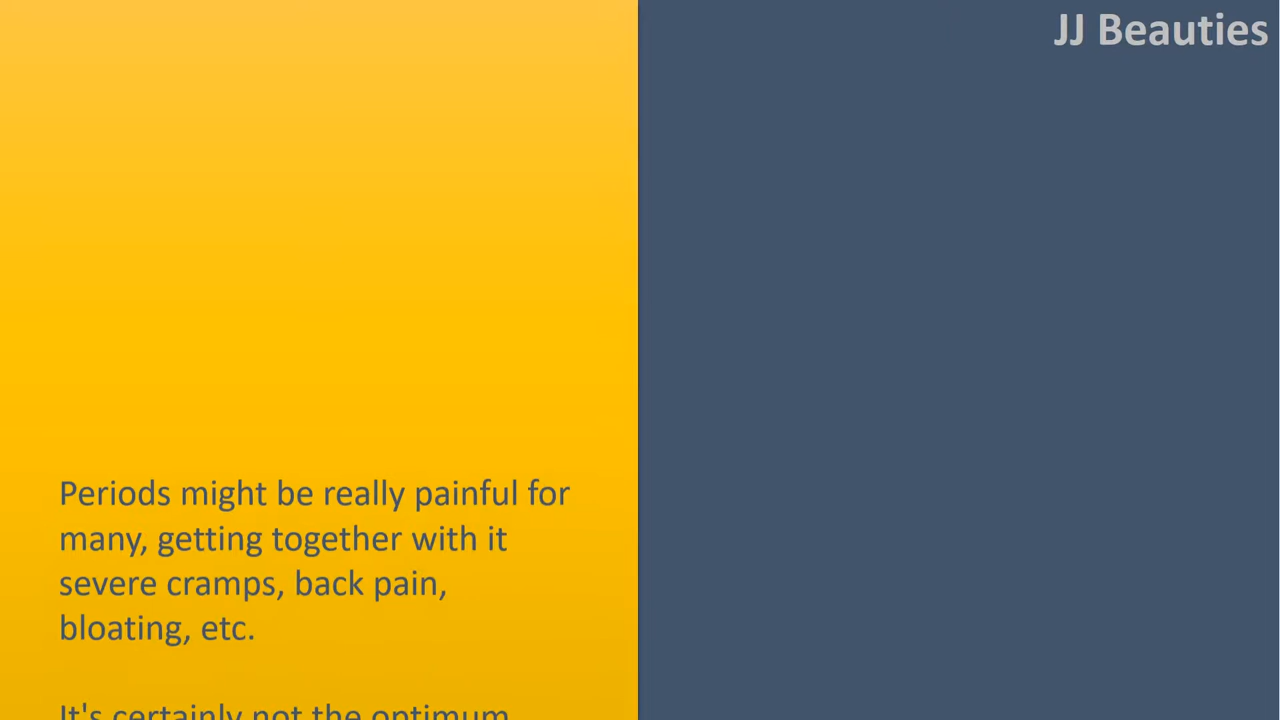 JJ Beauties
Periods might be really painful for
many, getting together with it
severe cramps, back pain,
bloating, etc.
It's certainly not the optimum